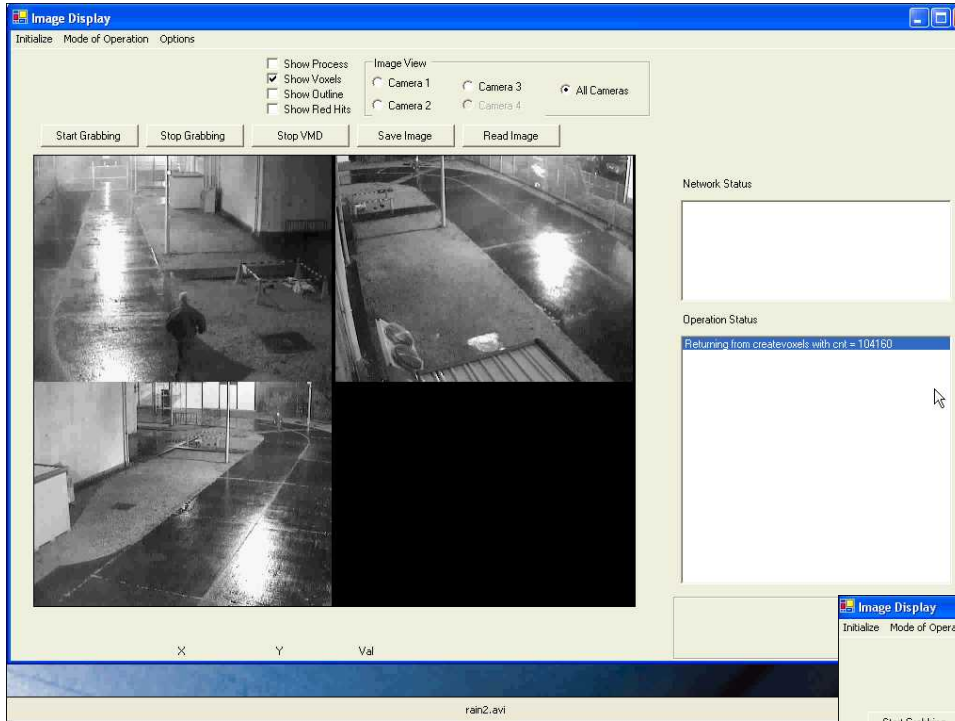 Image Display
Initialize Mode of Operation Options
Show Process
Show Voxels
Show Outline
Show Red Hits
Image View
Camera 1
Camera 2
Camera 3
Camera 4
All Cameras
Start Grabbing Stop Grabbing Stop VMD Save Image Read Image
Network Status
Operation Status
Returning from createvoxels with cnt = 104160
X Y Val
Image Display
Initialize Mode of Opera
rain2.avi
Start Grabbing